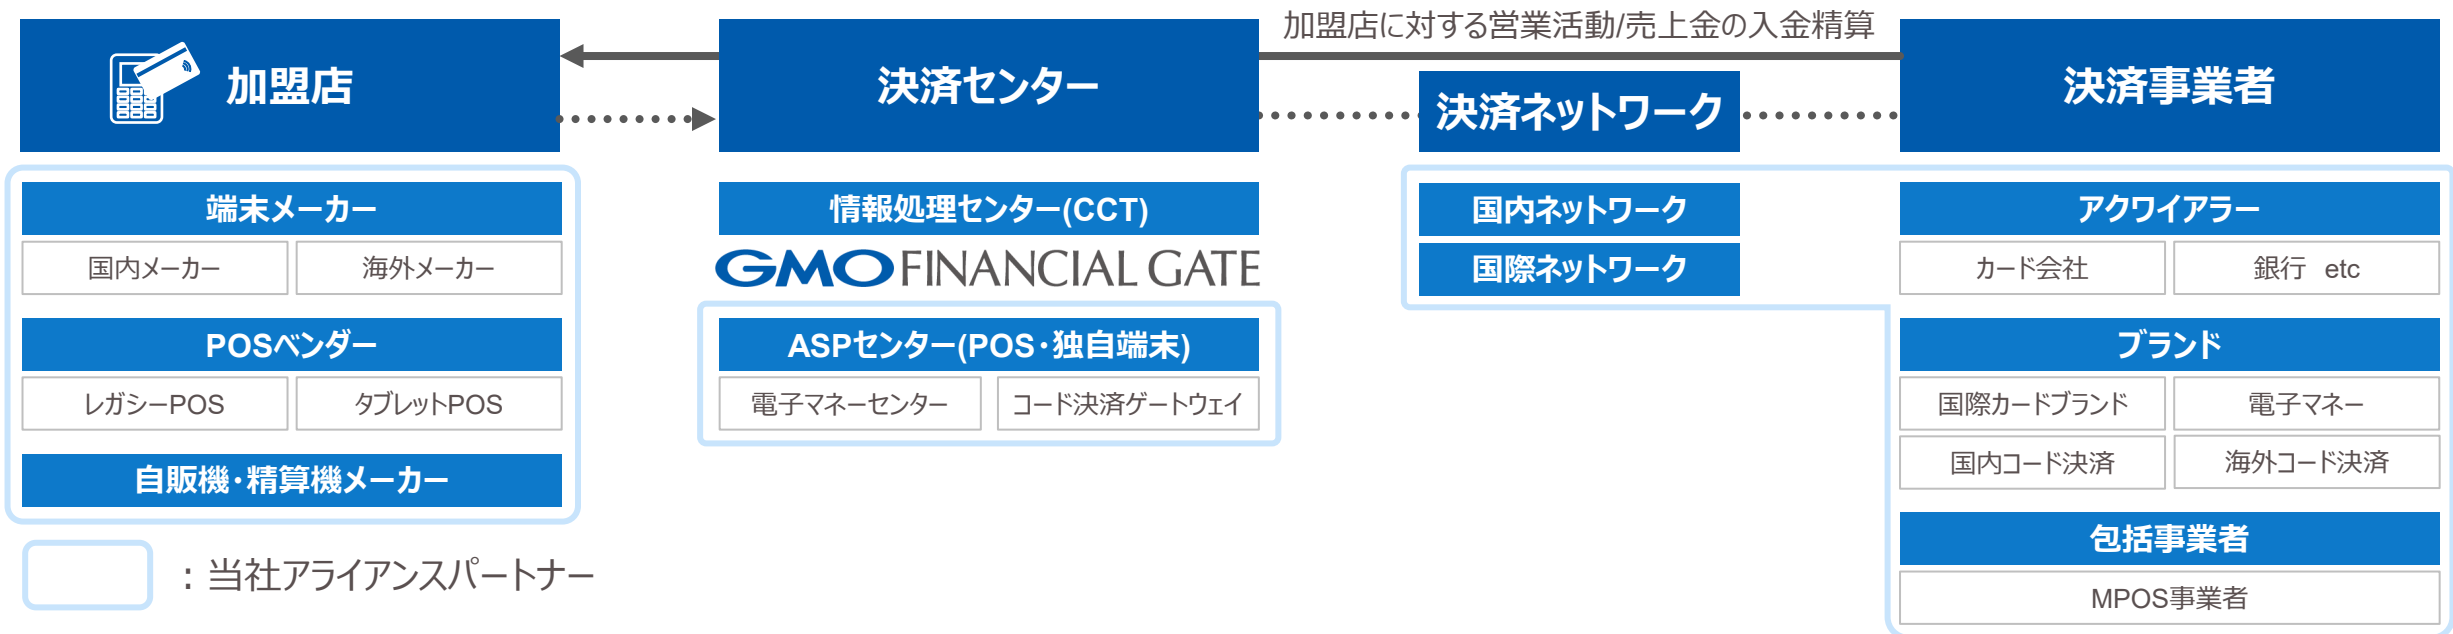 加盟店に対する営業活動/売上金の入金精算
加盟店
決済センター
決済ネットワーク
決済事業者
端末メーカー
国内メーカー
海外メーカー
POSベンダー
レガシーPOS
タブレットPOS
自販機・精算機メーカー
情報処理センター(CCT)
GMO FINANCIAL GATE
ASPセンター(POS・独自端末)
電子マネーセンター
コード決済ゲートウェイ
国内ネットワーク
国際ネットワーク
アクワイアラー
カード会社
銀行 etc
ブランド
国際カードブランド
電子マネー
国内コード決済
海外コード決済
包括事業者
MPOS事業者
：当社アライアンスパートナー